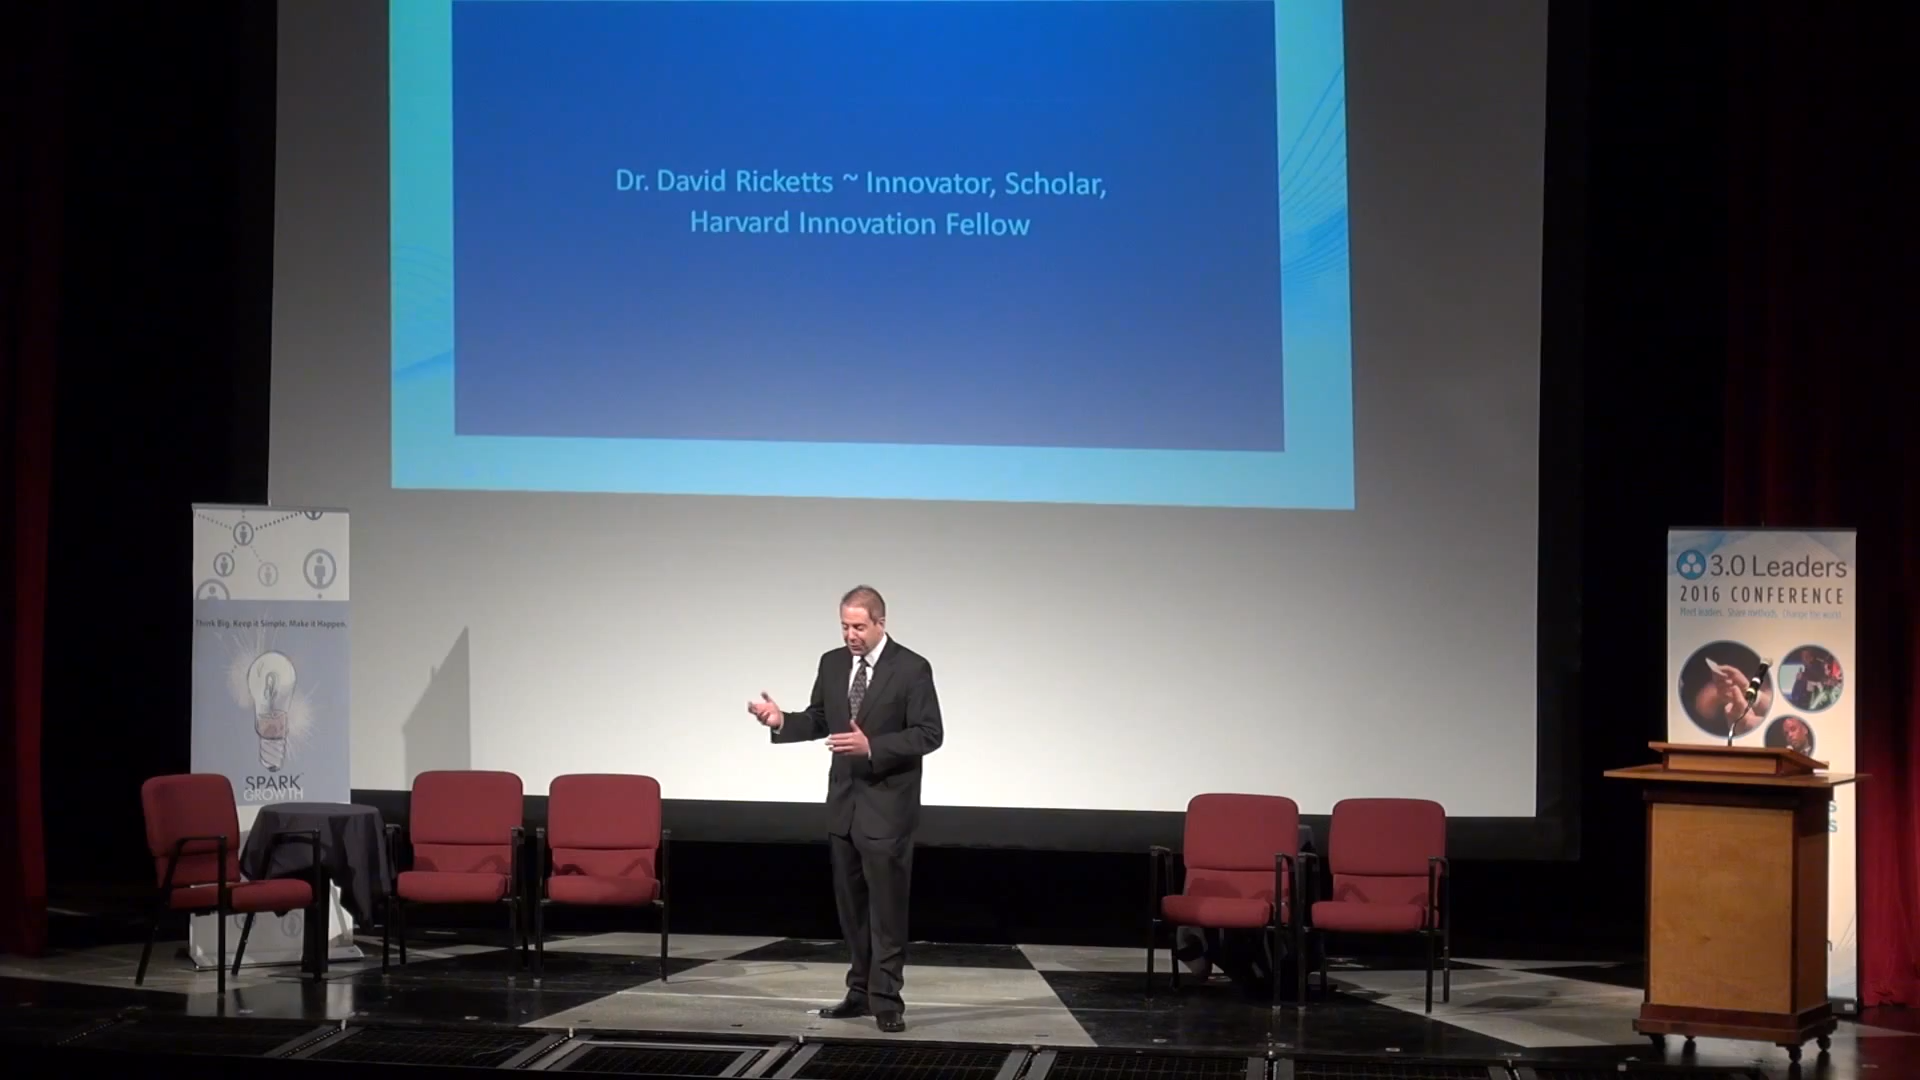 Dr. David Ricketts ~ Innovator, Scholar,
Harvard Innovation Fellow
Think Big. Keep it Simple. Make it Happen.
SPARK
GROWTH
3.0 Leaders
2016 CONFERENCE
Meet leaders. Share methods. Change the world.